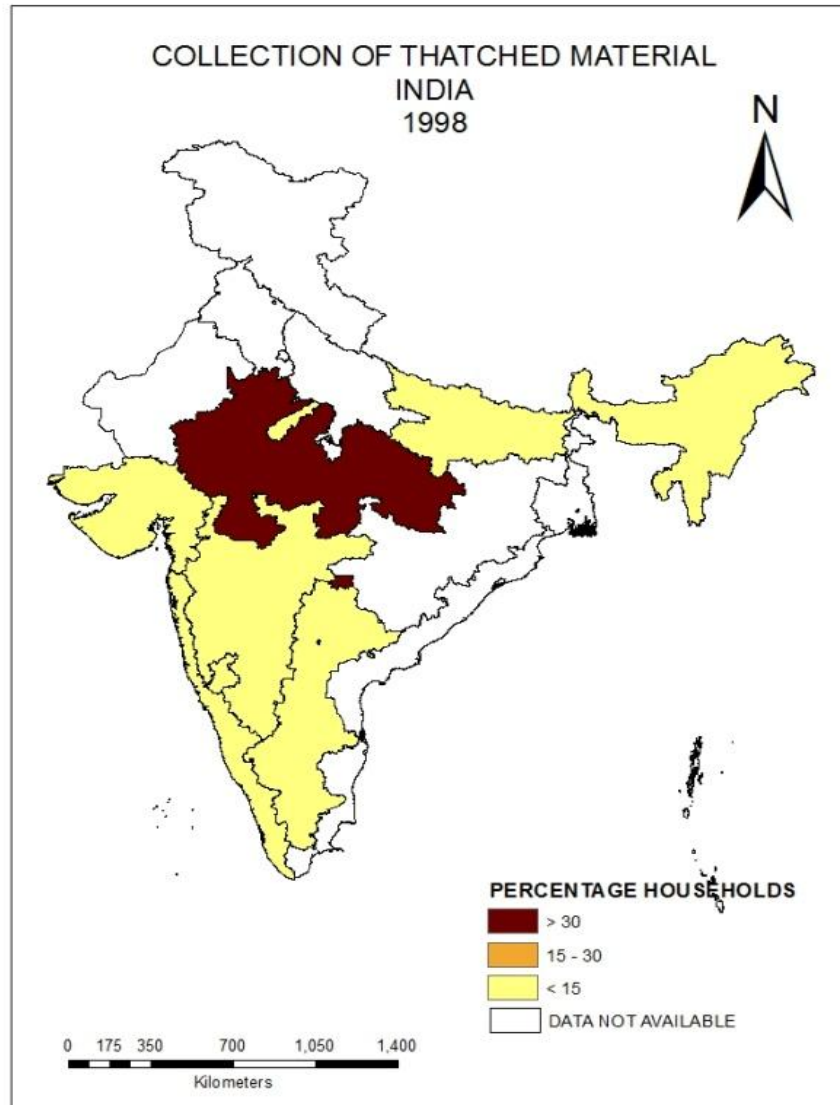 COLLECTION OF THATCHED MATERIAL
INDIA
1998
N
PERCENTAGE HOUSEHOLDS
> 30
15 - 30
< 15
DATA NOT AVAILABLE
0 175 350 700 1,050 1,400
Kilometers